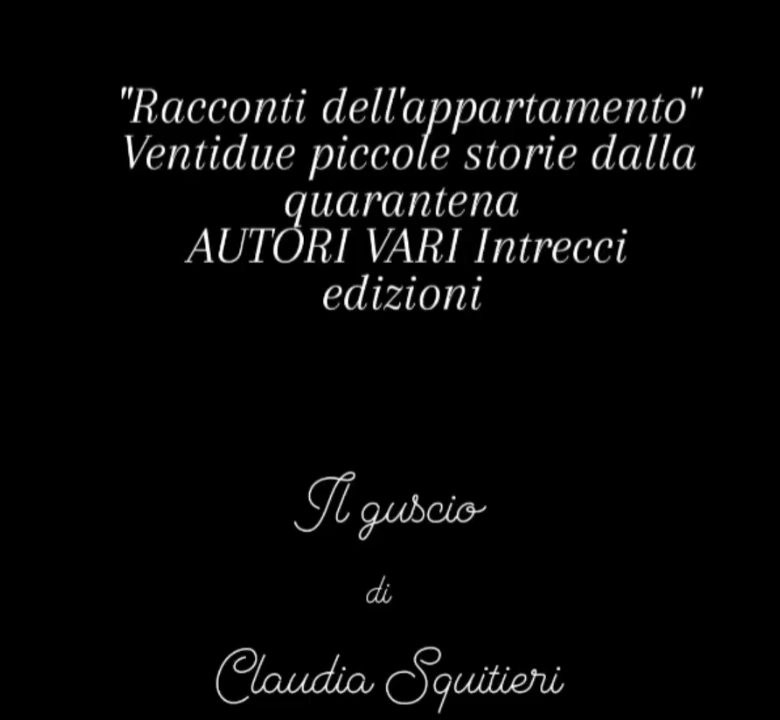 "Racconti dell'appartamento"
Ventidue piccole storie dalla
quarantena
AUTORI VARI Intrecci
edizioni
Il guscio
di
Claudia Squitieri